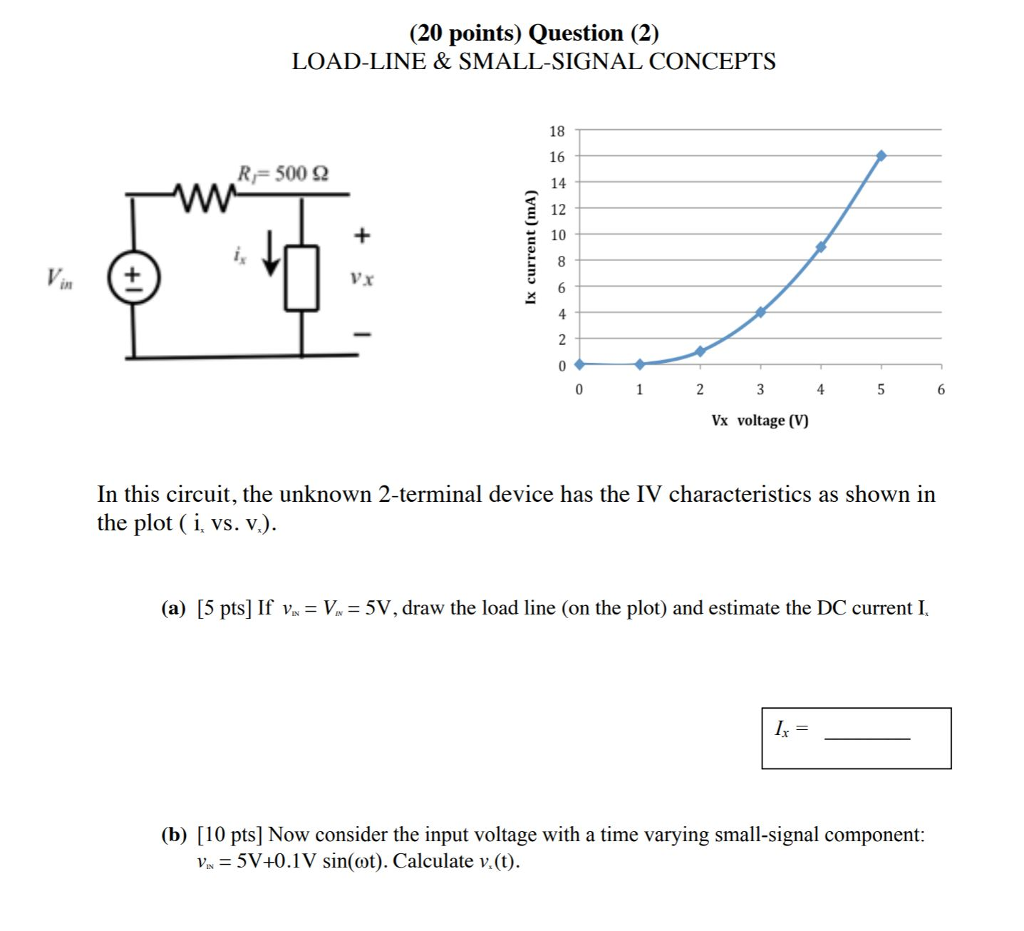 (20 points) Question (2)
LOAD-LINE & SMALL-SIGNAL CONCEPTS
R₁= 500 Ω
iₓ
+
Vin
+
vx
Ix current (mA)
18
16
14
12
10
8
6
4
2
0
0 1 2 3 4 5 6
Vx voltage (V)
In this circuit, the unknown 2-terminal device has the IV characteristics as shown in
the plot ( iₓ vs. vₓ).
(a) [5 pts] If v_IN = V_IN = 5V, draw the load line (on the plot) and estimate the DC current Iₓ
Iₓ = ________
(b) [10 pts] Now consider the input voltage with a time varying small-signal component:
v_IN = 5V+0.1V sin(ωt). Calculate vₓ(t).